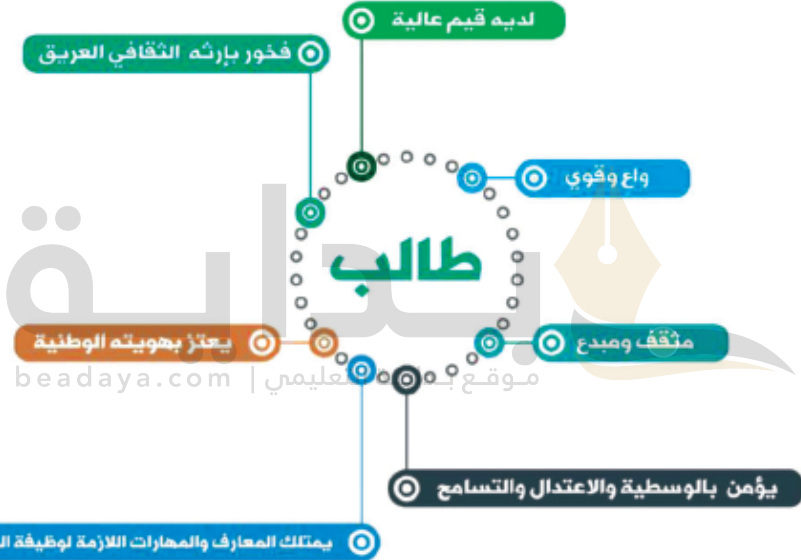 لديه قيم عالية
فخور بإرثه الثقافي العريق
واع وقوي
طالب
بداية
مثقف ومبدع
يعتز بهويته الوطنية
beadaya.com | موقع بداية التعليمي
يؤمن بالوسطية والاعتدال والتسامح
يمتلك المعارف والمهارات اللازمة لوظيفة